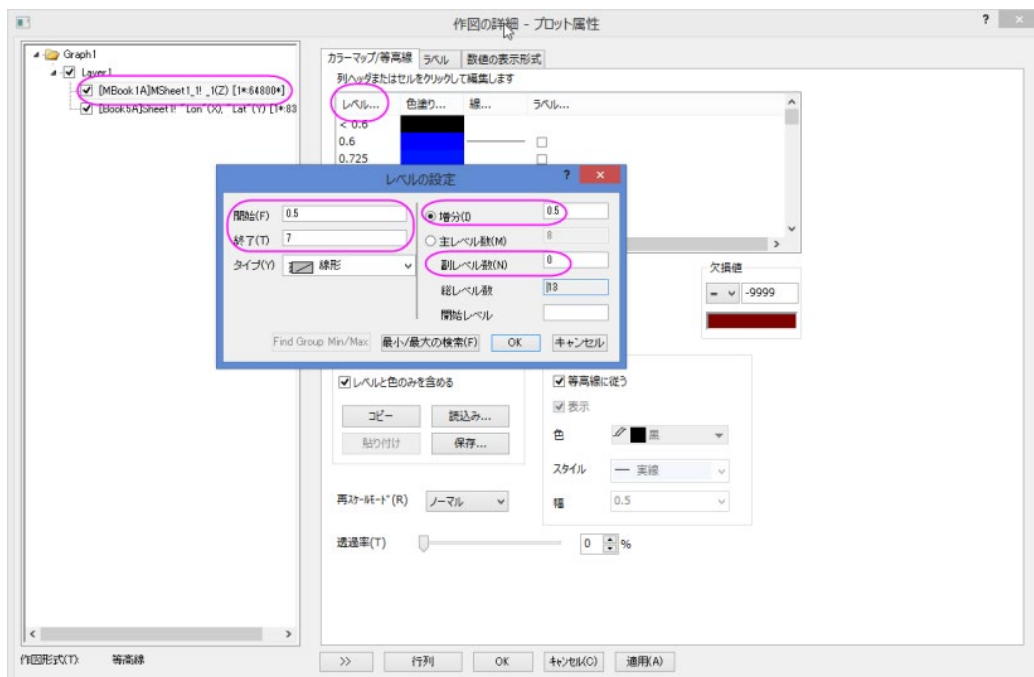 作図の詳細 - プロット属性
? ×
Graph1
Layer1
[MBook1A]MSheet1_1! _1(Z) [1*:64800*]
[Book5A]Sheet1! "Lon"(X), "Lat"(Y) [1*:83
カラーマップ/等高線 ラベル 数値の表示形式
列ヘッダまたはセルをクリックして編集します
レベル... 色塗り... 線... ラベル...
< 0.6
0.6
0.725
レベルの設定
? ×
開始(F) 0.5
終了(T) 7
タイプ(Y) 線形
増分(I) 0.5
主レベル数(M) 8
副レベル数(N) 0
総レベル数 13
開始レベル
Find Group Min/Max 最小/最大の検索(F) OK キャンセル
欠損値
= -9999
レベルと色のみを含める
コピー 読込み...
貼り付け 保存...
等高線に従う
表示
色 黒
スタイル 実線
幅 0.5
再スケールモード(R) ノーマル
透過率(T) 0 %
作図形式(T): 等高線
>> 行列 OK キャンセル(C) 適用(A)